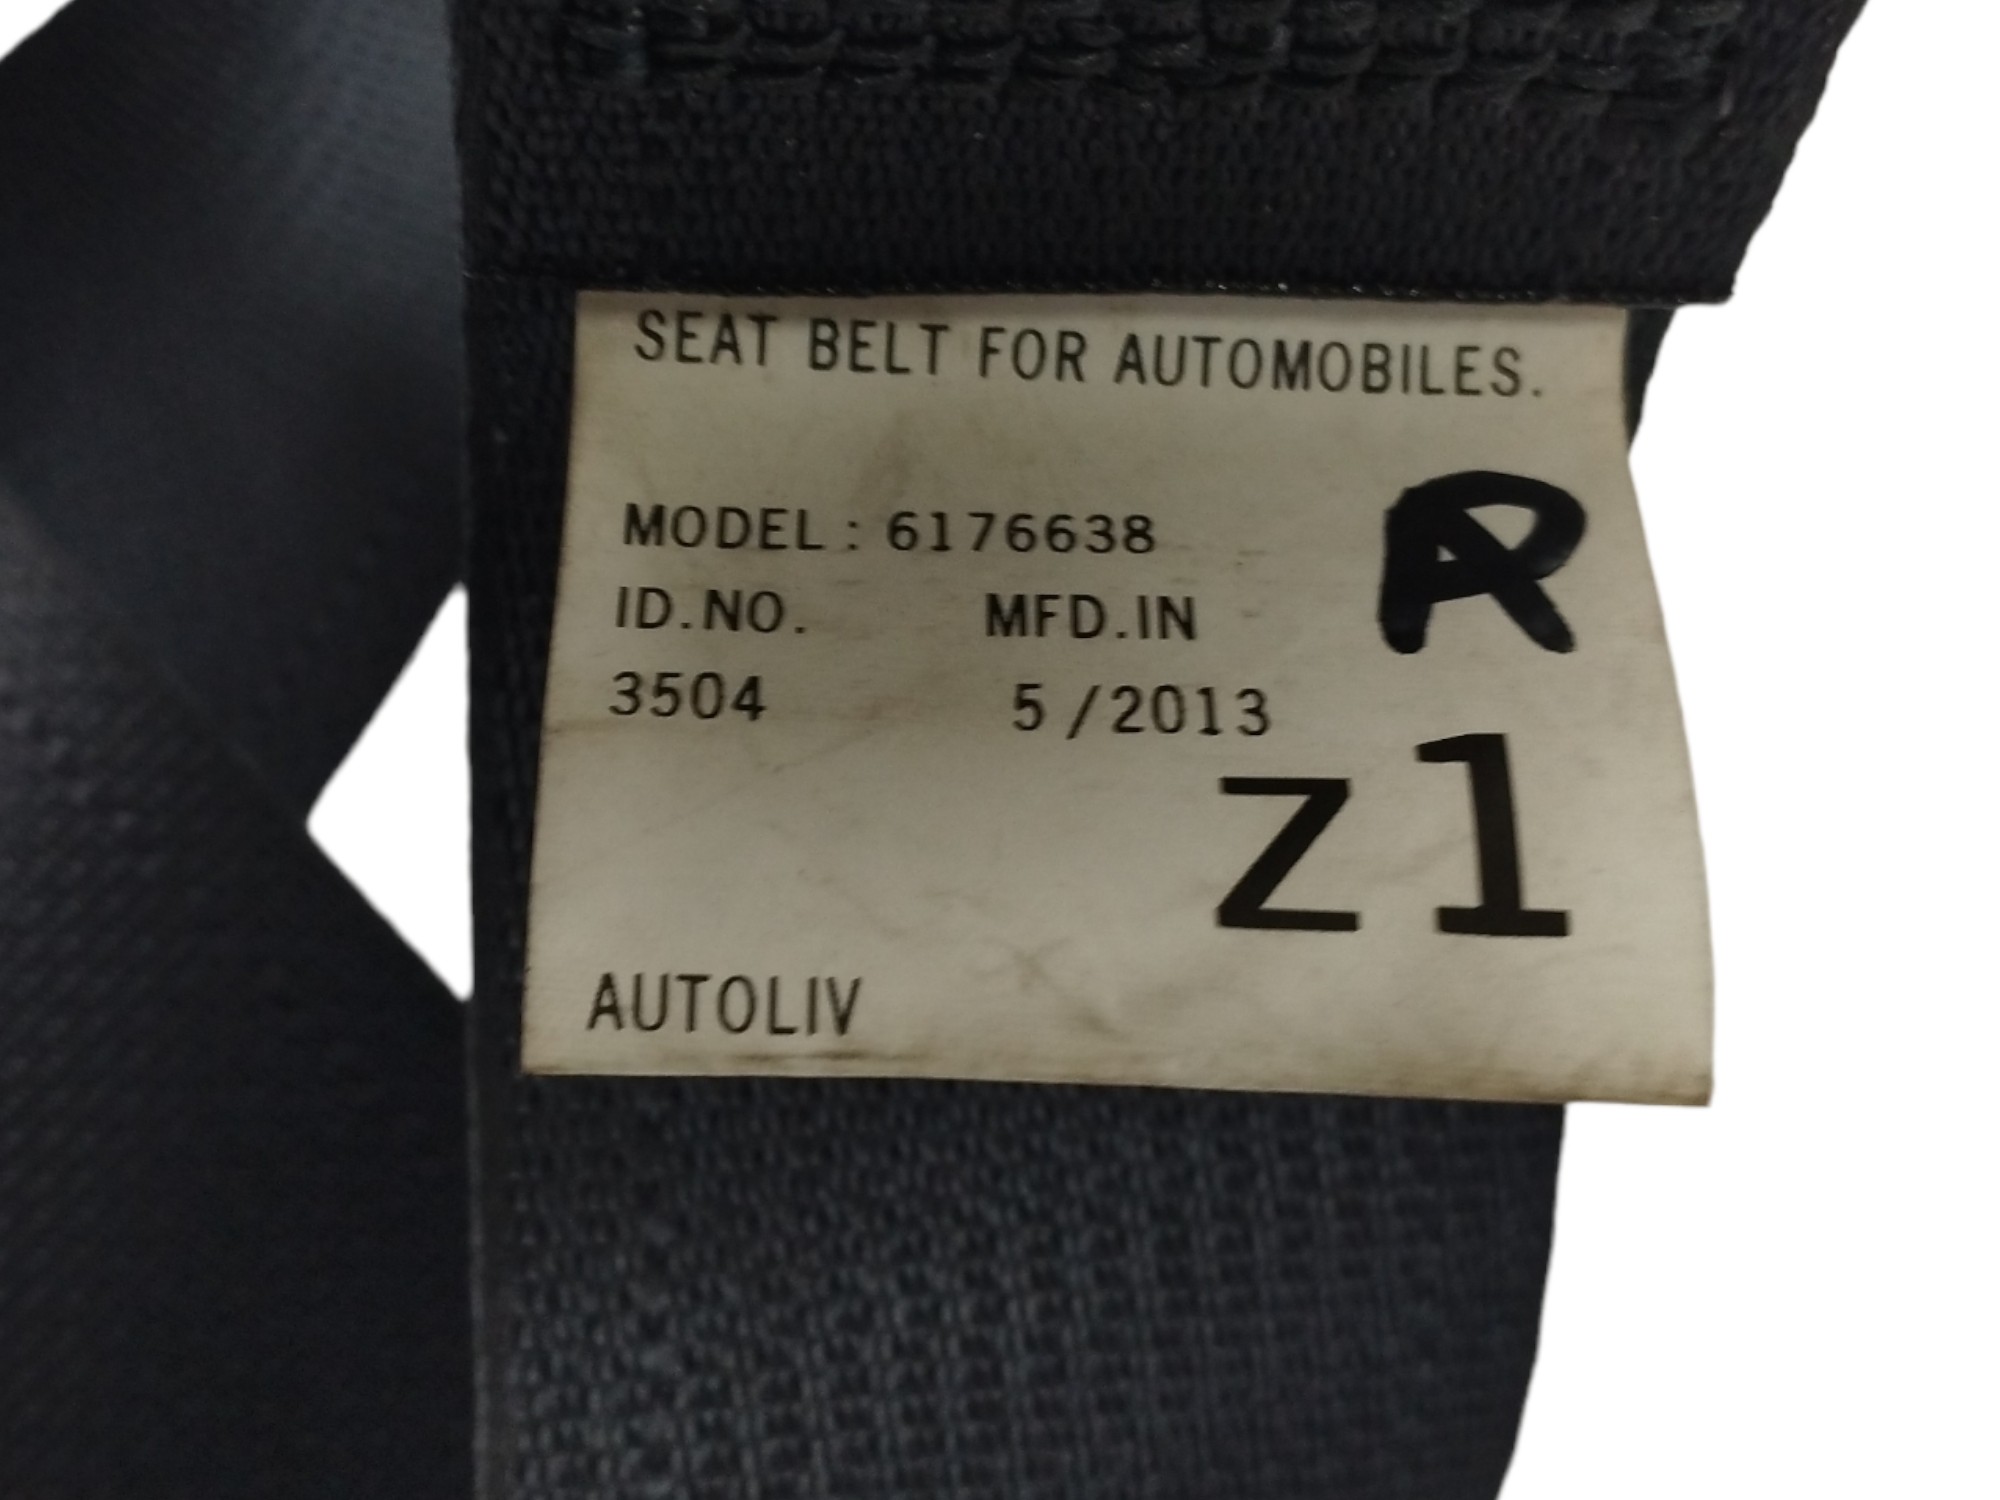 SEAT BELT FOR AUTOMOBILES.
MODEL : 6176638
R
ID.NO. MFD.IN
3504 5 /2013
z1
AUTOLIV